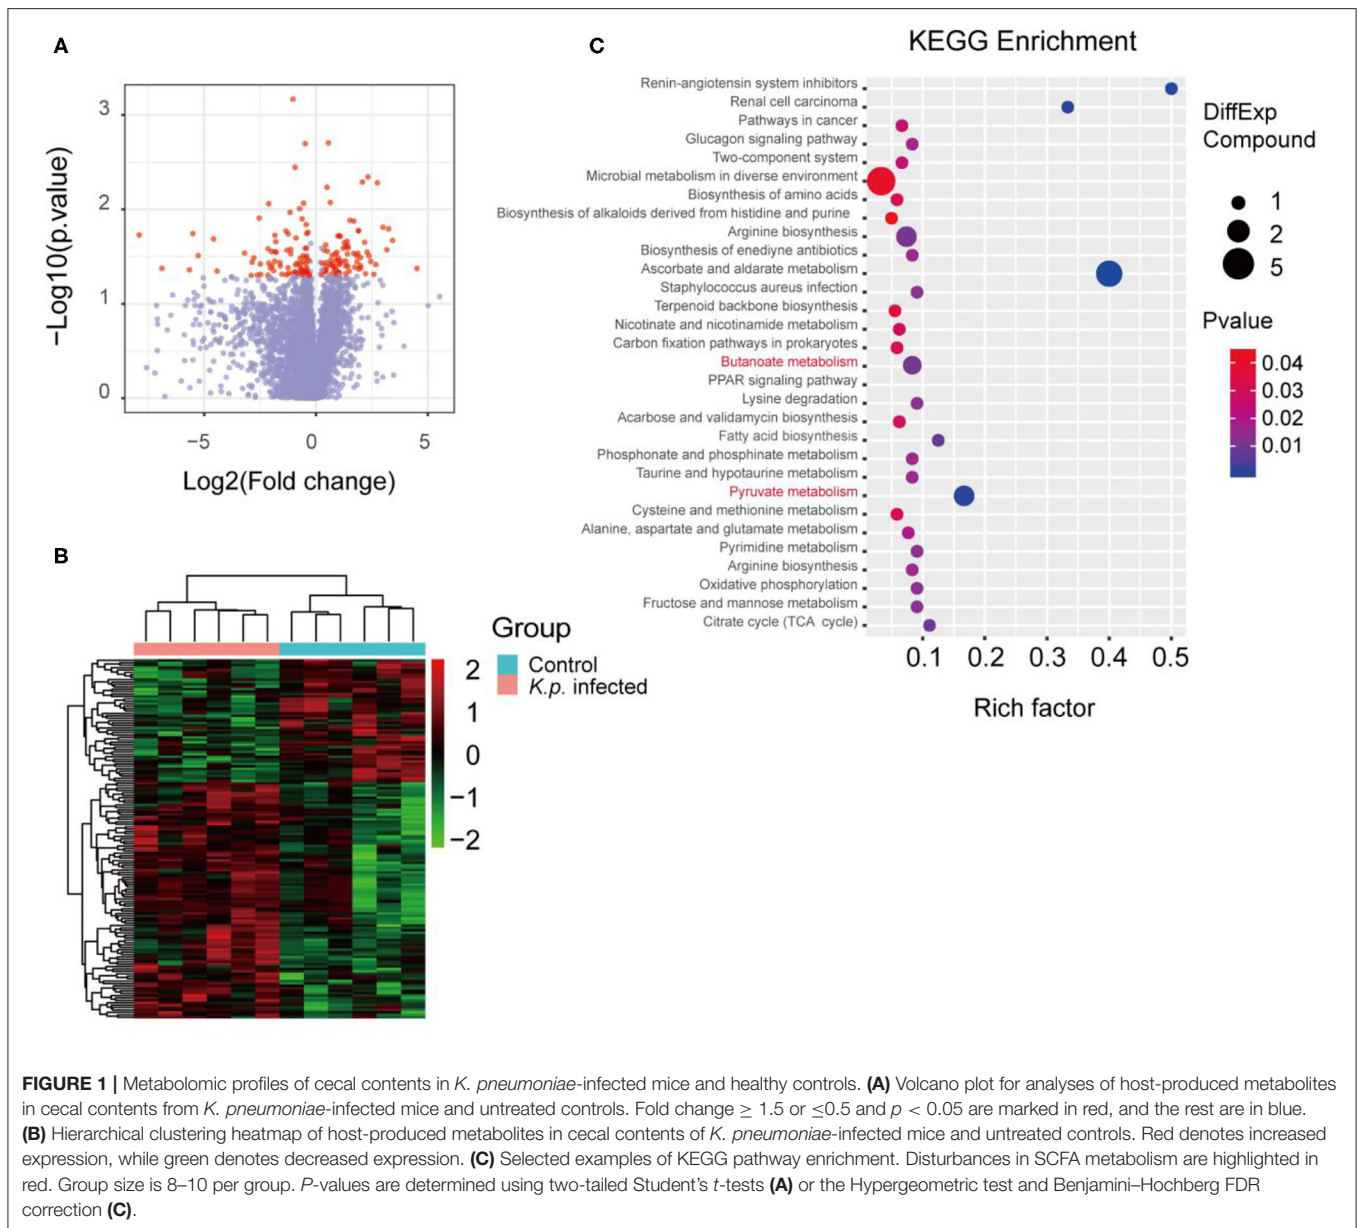 A
3
2
1
0
−Log10(p.value)
−5
0
5
Log2(Fold change)
B
Group
Control
K.p. infected
2
1
0
−1
−2
C
KEGG Enrichment
Renin-angiotensin system inhibitors
Renal cell carcinoma
Pathways in cancer
Glucagon signaling pathway
Two-component system
Microbial metabolism in diverse environment
Biosynthesis of amino acids
Biosynthesis of alkaloids derived from histidine and purine
Arginine biosynthesis
Biosynthesis of enediyne antibiotics
Ascorbate and aldarate metabolism
Staphylococcus aureus infection
Terpenoid backbone biosynthesis
Nicotinate and nicotinamide metabolism
Carbon fixation pathways in prokaryotes
Butanoate metabolism
PPAR signaling pathway
Lysine degradation
Acarbose and validamycin biosynthesis
Fatty acid biosynthesis
Phosphonate and phosphinate metabolism
Taurine and hypotaurine metabolism
Pyruvate metabolism
Cysteine and methionine metabolism
Alanine, aspartate and glutamate metabolism
Pyrimidine metabolism
Arginine biosynthesis
Oxidative phosphorylation
Fructose and mannose metabolism
Citrate cycle (TCA cycle)
0.1 0.2 0.3 0.4 0.5
Rich factor
DiffExp
Compound
1
2
5
Pvalue
0.04
0.03
0.02
0.01
FIGURE 1 | Metabolomic profiles of cecal contents in K. pneumoniae-infected mice and healthy controls. (A) Volcano plot for analyses of host-produced metabolites
in cecal contents from K. pneumoniae-infected mice and untreated controls. Fold change ≥ 1.5 or ≤0.5 and p < 0.05 are marked in red, and the rest are in blue.
(B) Hierarchical clustering heatmap of host-produced metabolites in cecal contents of K. pneumoniae-infected mice and untreated controls. Red denotes increased
expression, while green denotes decreased expression. (C) Selected examples of KEGG pathway enrichment. Disturbances in SCFA metabolism are highlighted in
red. Group size is 8–10 per group. P-values are determined using two-tailed Student's t-tests (A) or the Hypergeometric test and Benjamini–Hochberg FDR
correction (C).